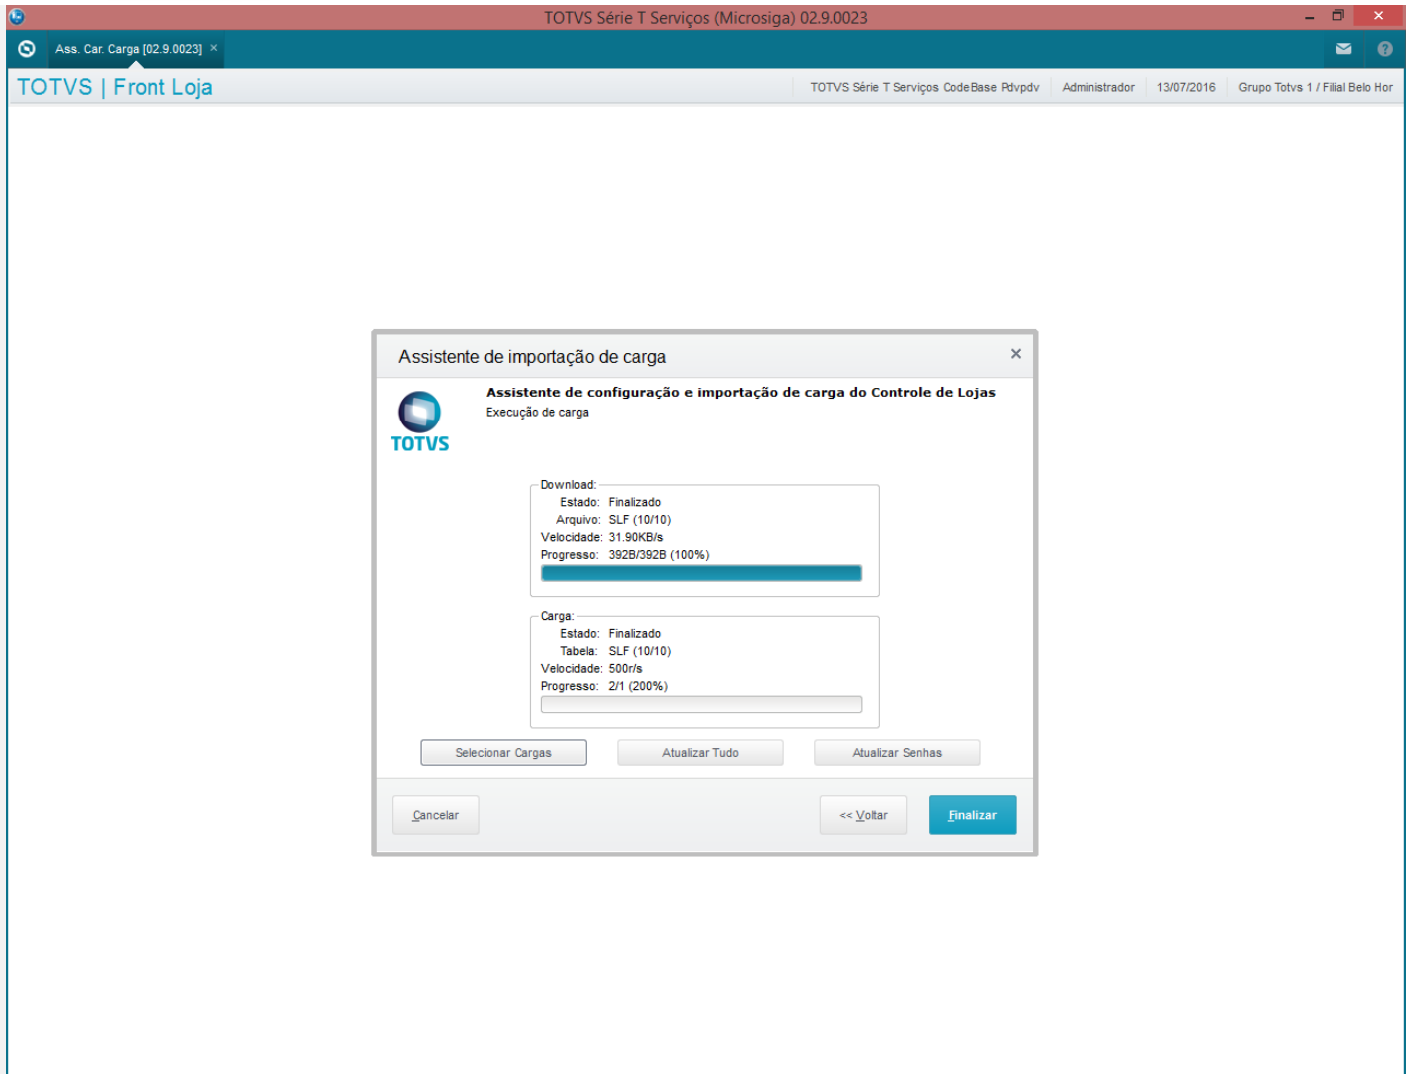 TOTVS Série T Serviços (Microsiga) 02.9.0023
Ass. Car. Carga [02.9.0023]
TOTVS | Front Loja
TOTVS Série T Serviços CodeBase Pdvpdv
Administrador
13/07/2016
Grupo Totvs 1 / Filial Belo Hor
Assistente de importação de carga
Assistente de configuração e importação de carga do Controle de Lojas
Execução de carga
TOTVS
Download:
Estado: Finalizado
Arquivo: SLF (10/10)
Velocidade: 31.90KB/s
Progresso: 392B/392B (100%)
Carga:
Estado: Finalizado
Tabela: SLF (10/10)
Velocidade: 500r/s
Progresso: 2/1 (200%)
Selecionar Cargas
Atualizar Tudo
Atualizar Senhas
Cancelar
<< Voltar
Finalizar